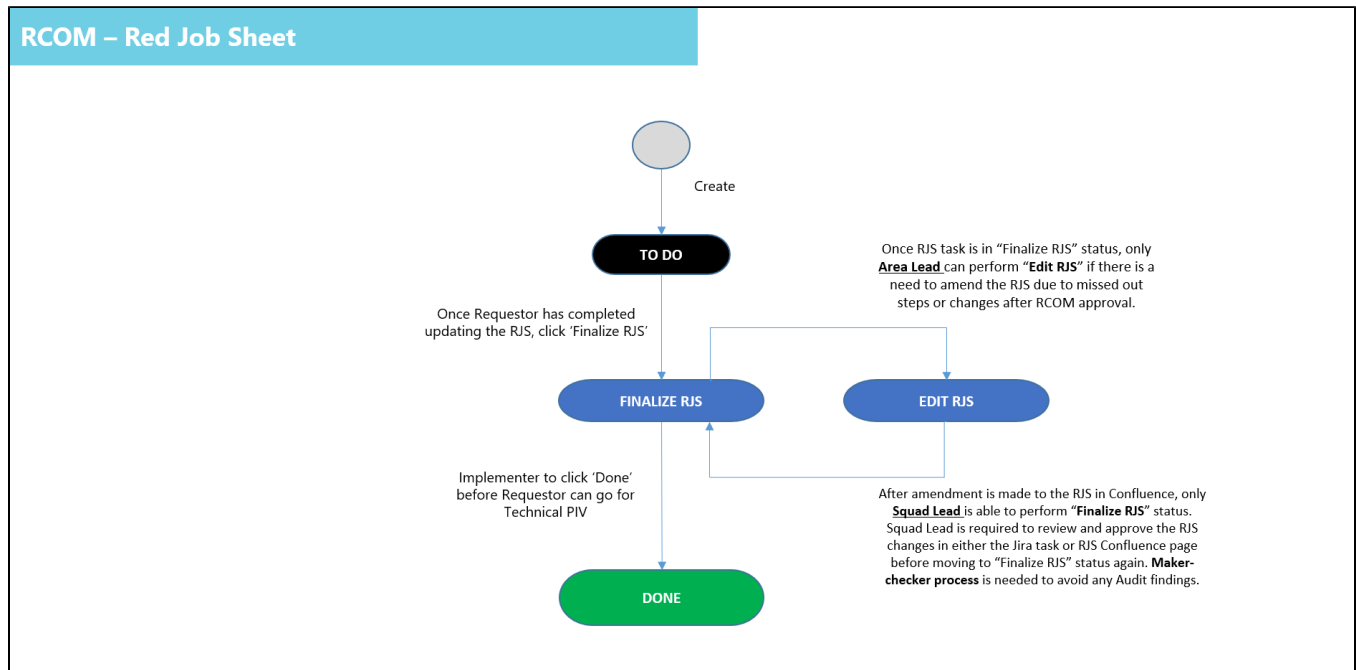 RCOM – Red Job Sheet
Create
TO DO
Once RJS task is in “Finalize RJS” status, only
Area Lead can perform “Edit RJS” if there is a
need to amend the RJS due to missed out
steps or changes after RCOM approval.
Once Requestor has completed
updating the RJS, click ‘Finalize RJS’
FINALIZE RJS
EDIT RJS
Implementer to click ‘Done’
before Requestor can go for
Technical PIV
After amendment is made to the RJS in Confluence, only
Squad Lead is able to perform “Finalize RJS” status.
Squad Lead is required to review and approve the RJS
changes in either the Jira task or RJS Confluence page
before moving to “Finalize RJS” status again. Maker-
checker process is needed to avoid any Audit findings.
DONE